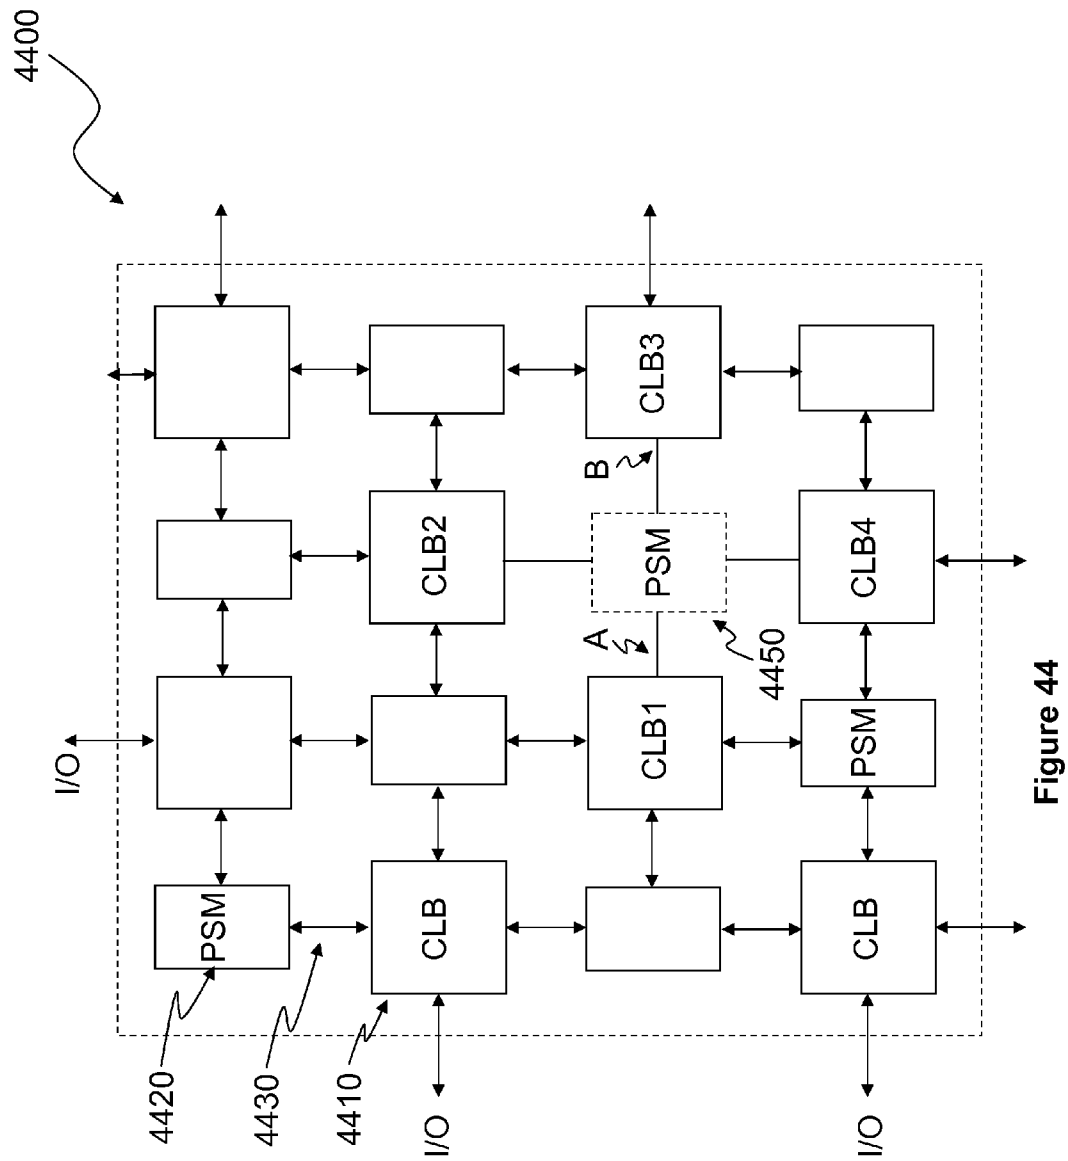 4400
I/O
4420
PSM
4430
4410
CLB
I/O
CLB2
CLB1
A
PSM
4450
B
CLB3
CLB
I/O
PSM
CLB4
Figure 44